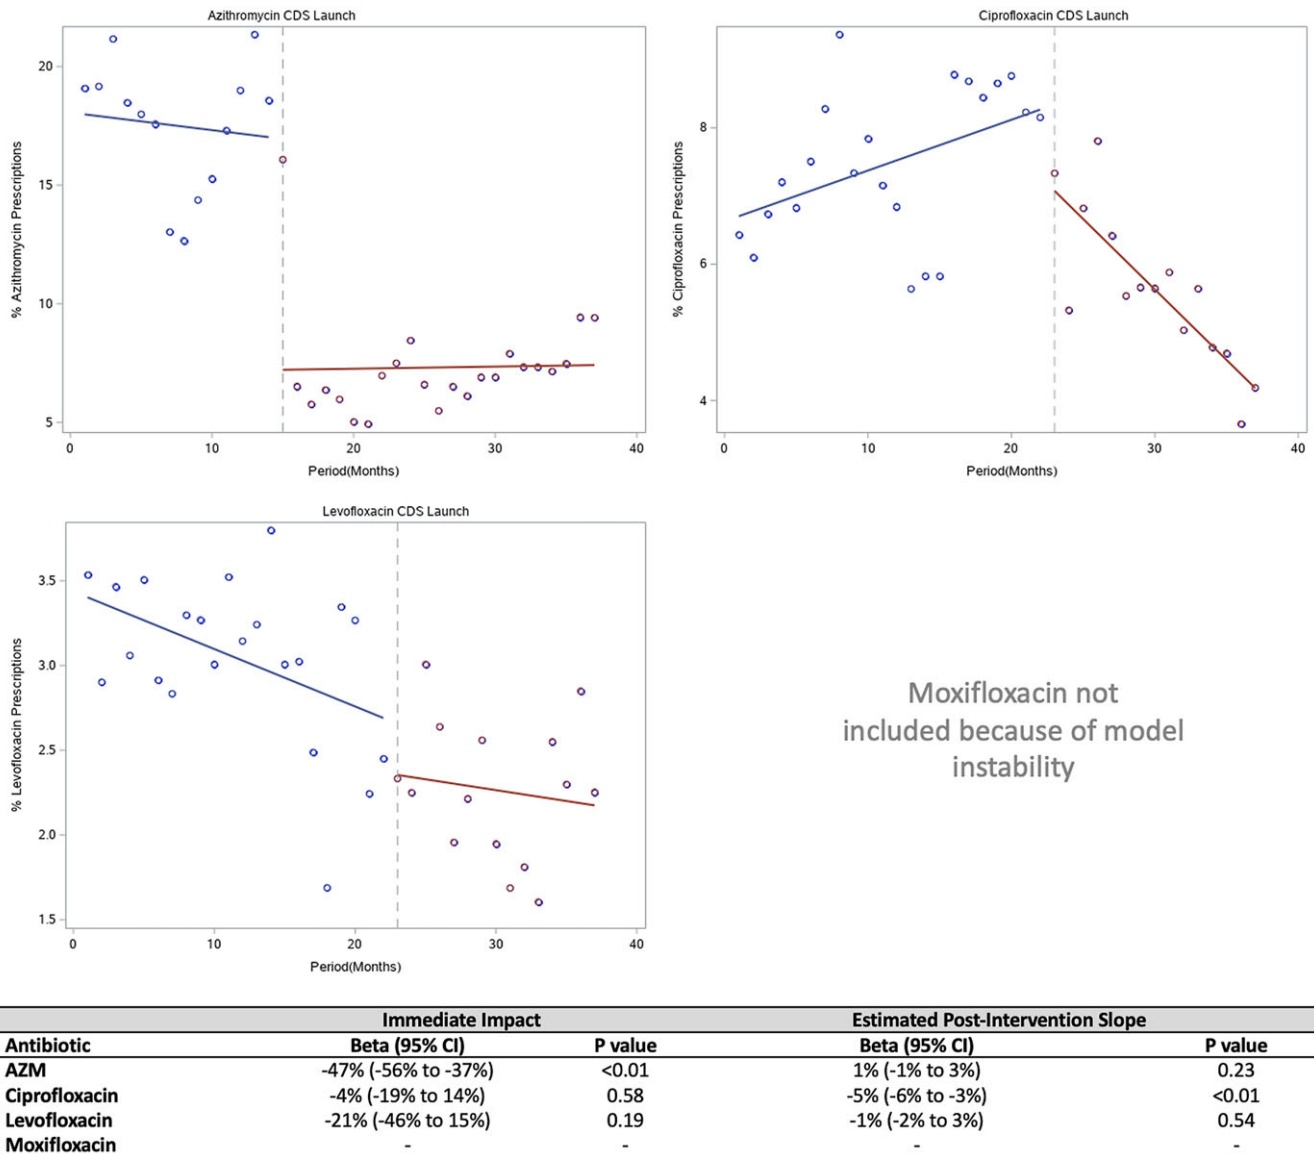 Azithromycin CDS Launch
% Azithromycin Prescriptions
20
15
10
5
0 10 20 30 40
Period(Months)
Ciprofloxacin CDS Launch
% Ciprofloxacin Prescriptions
8
6
4
0 10 20 30 40
Period(Months)
Levofloxacin CDS Launch
% Levofloxacin Prescriptions
3.5
3.0
2.5
2.0
1.5
0 10 20 30 40
Period(Months)
Moxifloxacin not
included because of model
instability
Immediate Impact Estimated Post-Intervention Slope
Antibiotic Beta (95% CI) P value Beta (95% CI) P value
AZM -47% (-56% to -37%) <0.01 1% (-1% to 3%) 0.23
Ciprofloxacin -4% (-19% to 14%) 0.58 -5% (-6% to -3%) <0.01
Levofloxacin -21% (-46% to 15%) 0.19 -1% (-2% to 3%) 0.54
Moxifloxacin - - - -